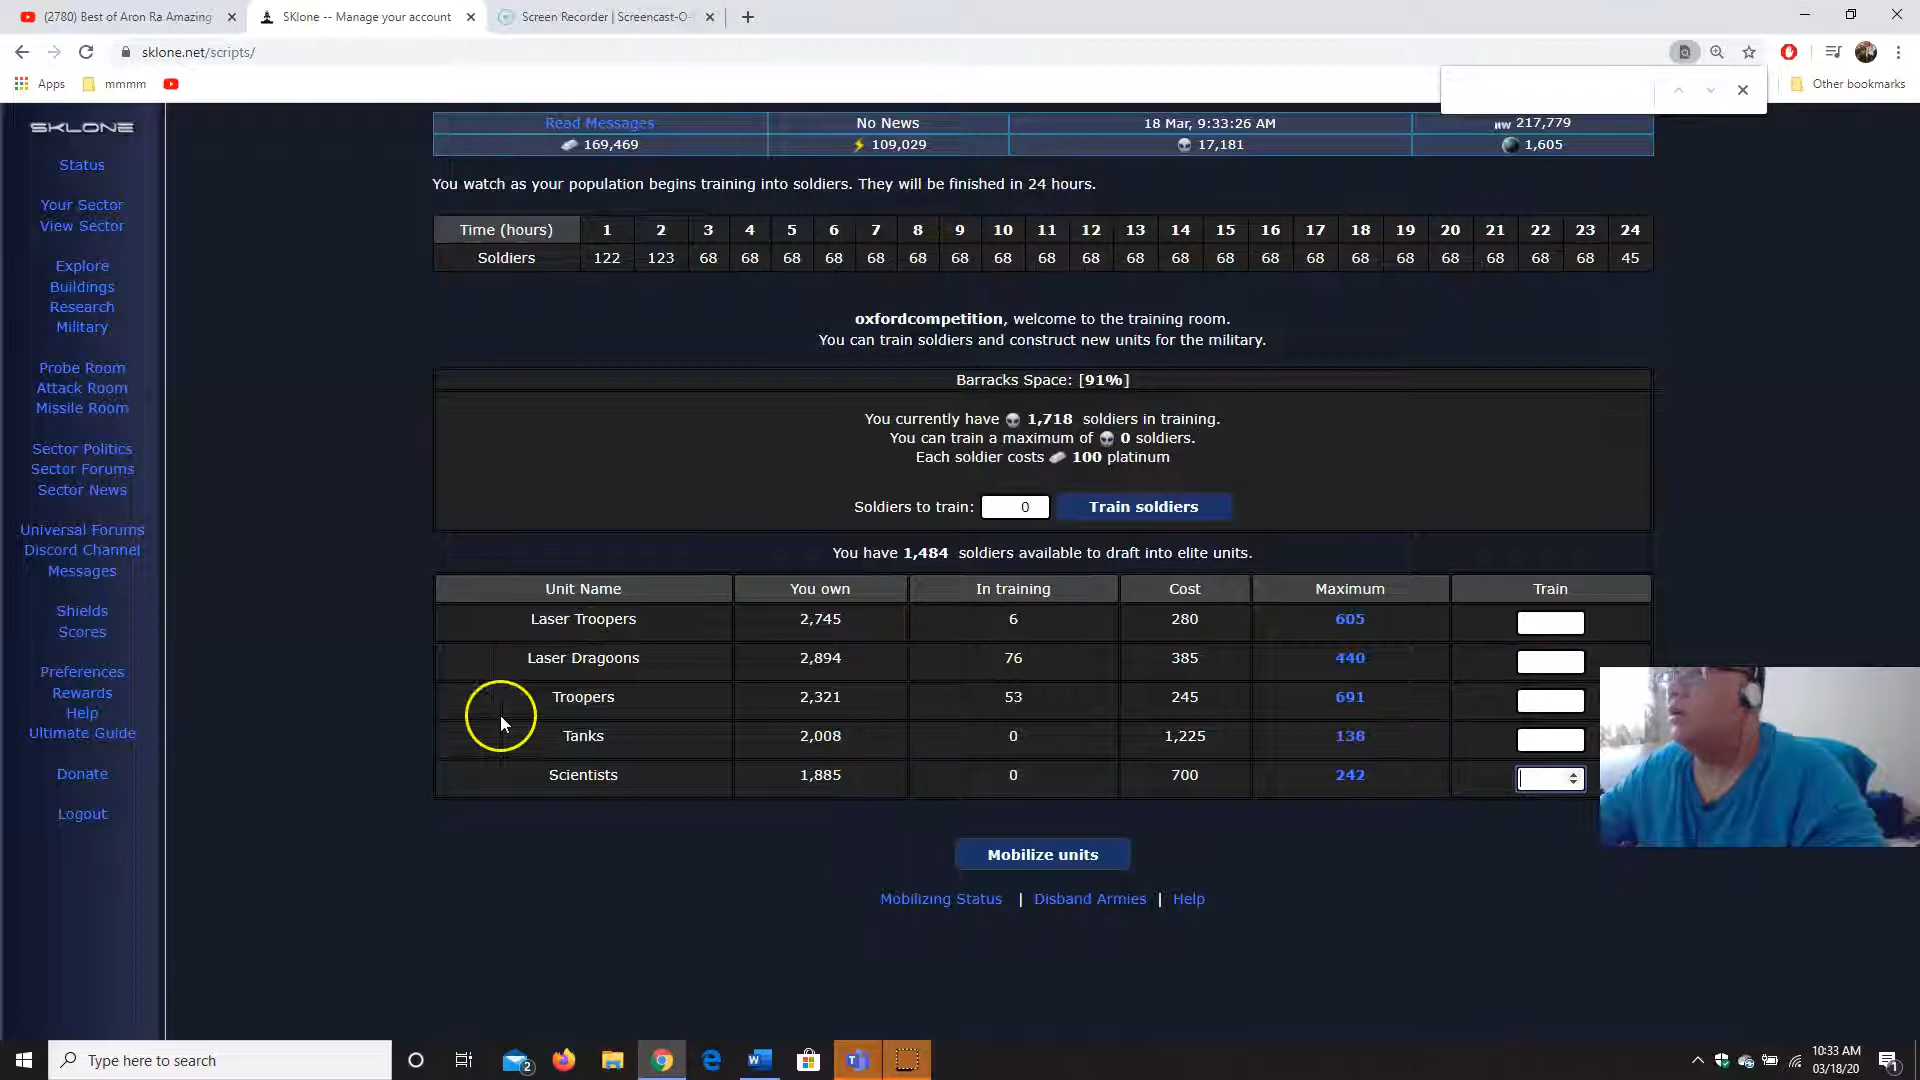 (2780) Best of Aron Ra Amazing
SKlone -- Manage your account
Screen Recorder | Screencast-O-
sklone.net/scripts/
Apps
mmmm
Other bookmarks
SKLONE
Status
Your Sector
View Sector
Explore
Buildings
Research
Military
Probe Room
Attack Room
Missile Room
Sector Politics
Sector Forums
Sector News
Universal Forums
Discord Channel
Messages
Shields
Scores
Preferences
Rewards
Help
Ultimate Guide
Donate
Logout
Read Messages No News 18 Mar, 9:33:26 AM NW 217,779
169,469 109,029 17,181 1,605
You watch as your population begins training into soldiers. They will be finished in 24 hours.
Time (hours) 1 2 3 4 5 6 7 8 9 10 11 12 13 14 15 16 17 18 19 20 21 22 23 24
Soldiers 122 123 68 68 68 68 68 68 68 68 68 68 68 68 68 68 68 68 68 68 68 68 68 45
oxfordcompetition, welcome to the training room.
You can train soldiers and construct new units for the military.
Barracks Space: [91%]
You currently have 1,718 soldiers in training.
You can train a maximum of 0 soldiers.
Each soldier costs 100 platinum
Soldiers to train: 0 Train soldiers
You have 1,484 soldiers available to draft into elite units.
Unit Name You own In training Cost Maximum Train
Laser Troopers 2,745 6 280 605
Laser Dragoons 2,894 76 385 440
Troopers 2,321 53 245 691
Tanks 2,008 0 1,225 138
Scientists 1,885 0 700 242
Mobilize units
Mobilizing Status | Disband Armies | Help
Type here to search
2
10:33 AM
03/18/20
1